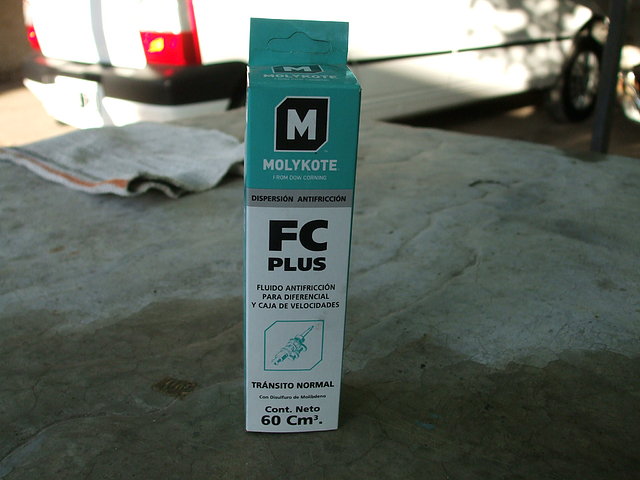 MOLYKOTE
M
MOLYKOTE
FROM DOW CORNING
DISPERSIÓN ANTIFRICCIÓN
FC
PLUS
FLUIDO ANTIFRICCIÓN
PARA DIFERENCIAL
Y CAJA DE VELOCIDADES
TRÁNSITO NORMAL
Con Disulfuro de Molibdeno
Cont. Neto
60 Cm³.